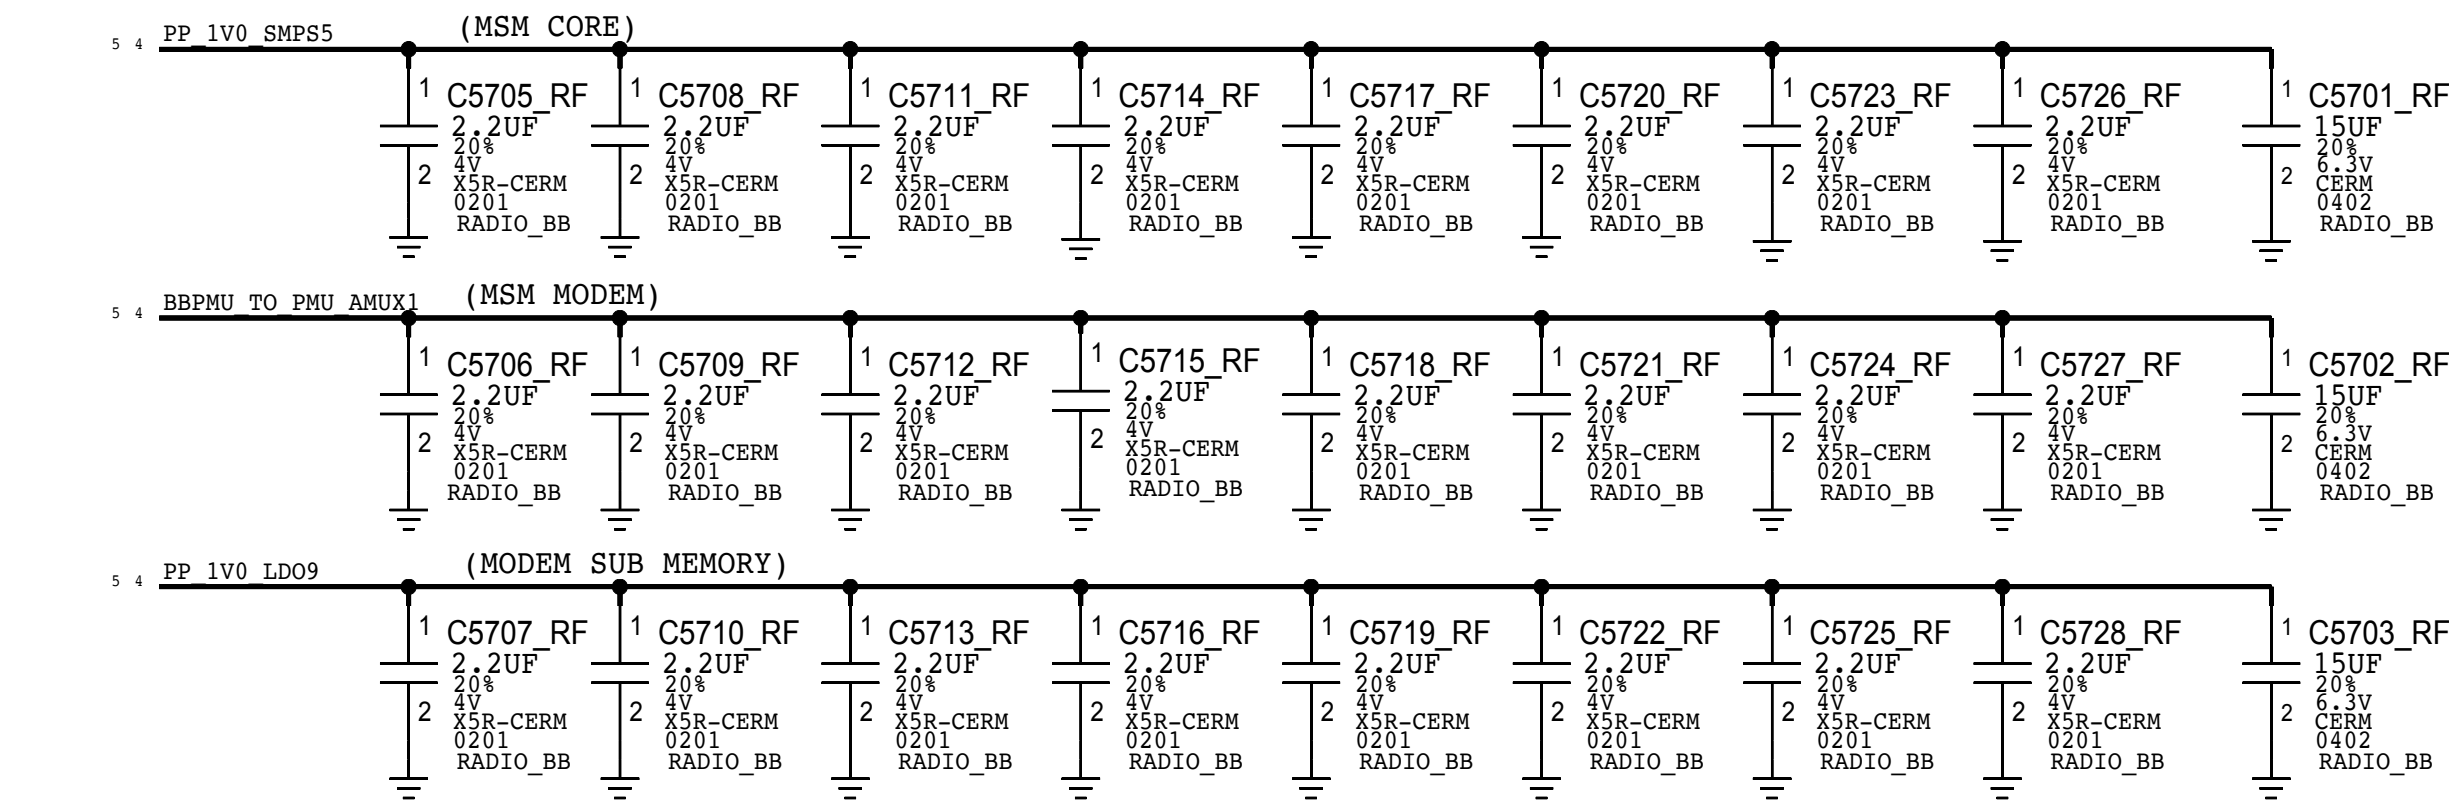 5 4 PP_1V0_SMPS5 (MSM CORE)
1 C5705_RF 1 C5708_RF 1 C5711_RF 1 C5714_RF 1 C5717_RF 1 C5720_RF 1 C5723_RF 1 C5726_RF 1 C5701_RF
2.2UF 2.2UF 2.2UF 2.2UF 2.2UF 2.2UF 2.2UF 2.2UF 15UF
20% 20% 20% 20% 20% 20% 20% 20% 20%
4V 4V 4V 4V 4V 4V 4V 4V 6.3V
2 X5R-CERM 2 X5R-CERM 2 X5R-CERM 2 X5R-CERM 2 X5R-CERM 2 X5R-CERM 2 X5R-CERM 2 X5R-CERM 2 CERM
0201 0201 0201 0201 0201 0201 0201 0201 0402
RADIO_BB RADIO_BB RADIO_BB RADIO_BB RADIO_BB RADIO_BB RADIO_BB RADIO_BB RADIO_BB
5 4 BBPMU_TO_PMU_AMUX1 (MSM MODEM)
1 C5706_RF 1 C5709_RF 1 C5712_RF 1 C5715_RF 1 C5718_RF 1 C5721_RF 1 C5724_RF 1 C5727_RF 1 C5702_RF
2.2UF 2.2UF 2.2UF 2.2UF 2.2UF 2.2UF 2.2UF 2.2UF 15UF
20% 20% 20% 20% 20% 20% 20% 20% 20%
4V 4V 4V 4V 4V 4V 4V 4V 6.3V
2 X5R-CERM 2 X5R-CERM 2 X5R-CERM 2 X5R-CERM 2 X5R-CERM 2 X5R-CERM 2 X5R-CERM 2 X5R-CERM 2 CERM
0201 0201 0201 0201 0201 0201 0201 0201 0402
RADIO_BB RADIO_BB RADIO_BB RADIO_BB RADIO_BB RADIO_BB RADIO_BB RADIO_BB RADIO_BB
5 4 PP_1V0_LDO9 (MODEM SUB MEMORY)
1 C5707_RF 1 C5710_RF 1 C5713_RF 1 C5716_RF 1 C5719_RF 1 C5722_RF 1 C5725_RF 1 C5728_RF 1 C5703_RF
2.2UF 2.2UF 2.2UF 2.2UF 2.2UF 2.2UF 2.2UF 2.2UF 15UF
20% 20% 20% 20% 20% 20% 20% 20% 20%
4V 4V 4V 4V 4V 4V 4V 4V 6.3V
2 X5R-CERM 2 X5R-CERM 2 X5R-CERM 2 X5R-CERM 2 X5R-CERM 2 X5R-CERM 2 X5R-CERM 2 X5R-CERM 2 CERM
0201 0201 0201 0201 0201 0201 0201 0201 0402
RADIO_BB RADIO_BB RADIO_BB RADIO_BB RADIO_BB RADIO_BB RADIO_BB RADIO_BB RADIO_BB